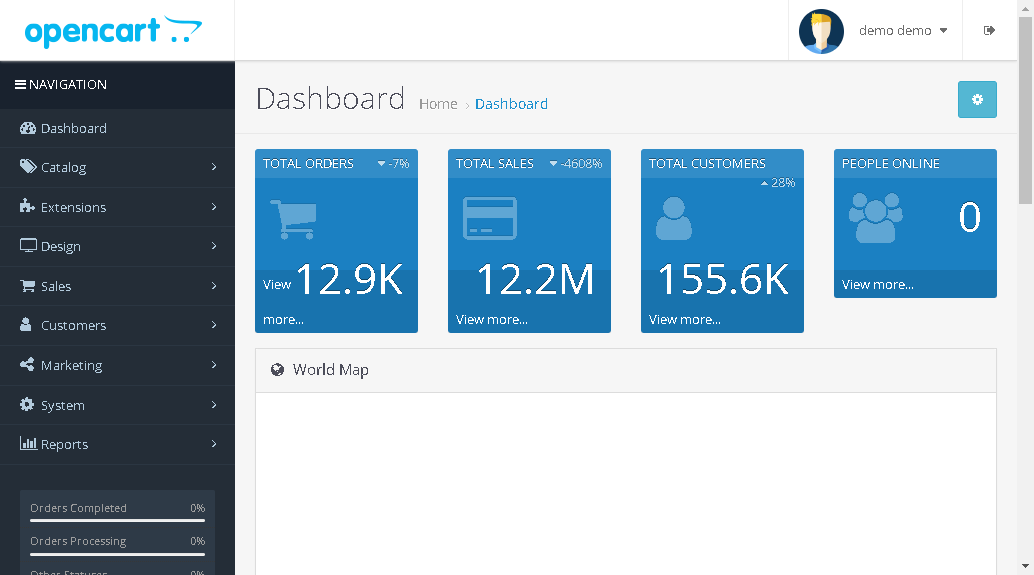 opencart
demo demo
NAVIGATION
Dashboard
Catalog
Extensions
Design
Sales
Customers
Marketing
System
Reports
Orders Completed 0%
Orders Processing 0%
Other Statuses 0%
Dashboard
Home › Dashboard
TOTAL ORDERS -7%
12.9K
View more...
TOTAL SALES -4608%
12.2M
View more...
TOTAL CUSTOMERS
28%
155.6K
View more...
PEOPLE ONLINE
0
View more...
World Map